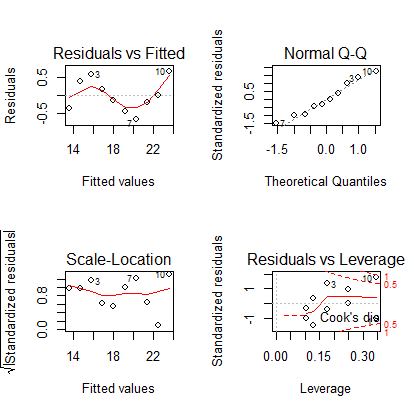 Residuals vs Fitted
Residuals
-0.5 0.5
3
10
7
14 18 22
Fitted values
Normal Q-Q
Standardized residuals
-1.5 1.0
10
3
7
-1.5 0.0 1.0
Theoretical Quantiles
Scale-Location
√|Standardized residuals|
0.0 0.8
3
7
10
14 18 22
Fitted values
Residuals vs Leverage
Standardized residuals
-1 1
3
10
1
0.5
0.5
1
Cook's dis
0.00 0.15 0.30
Leverage